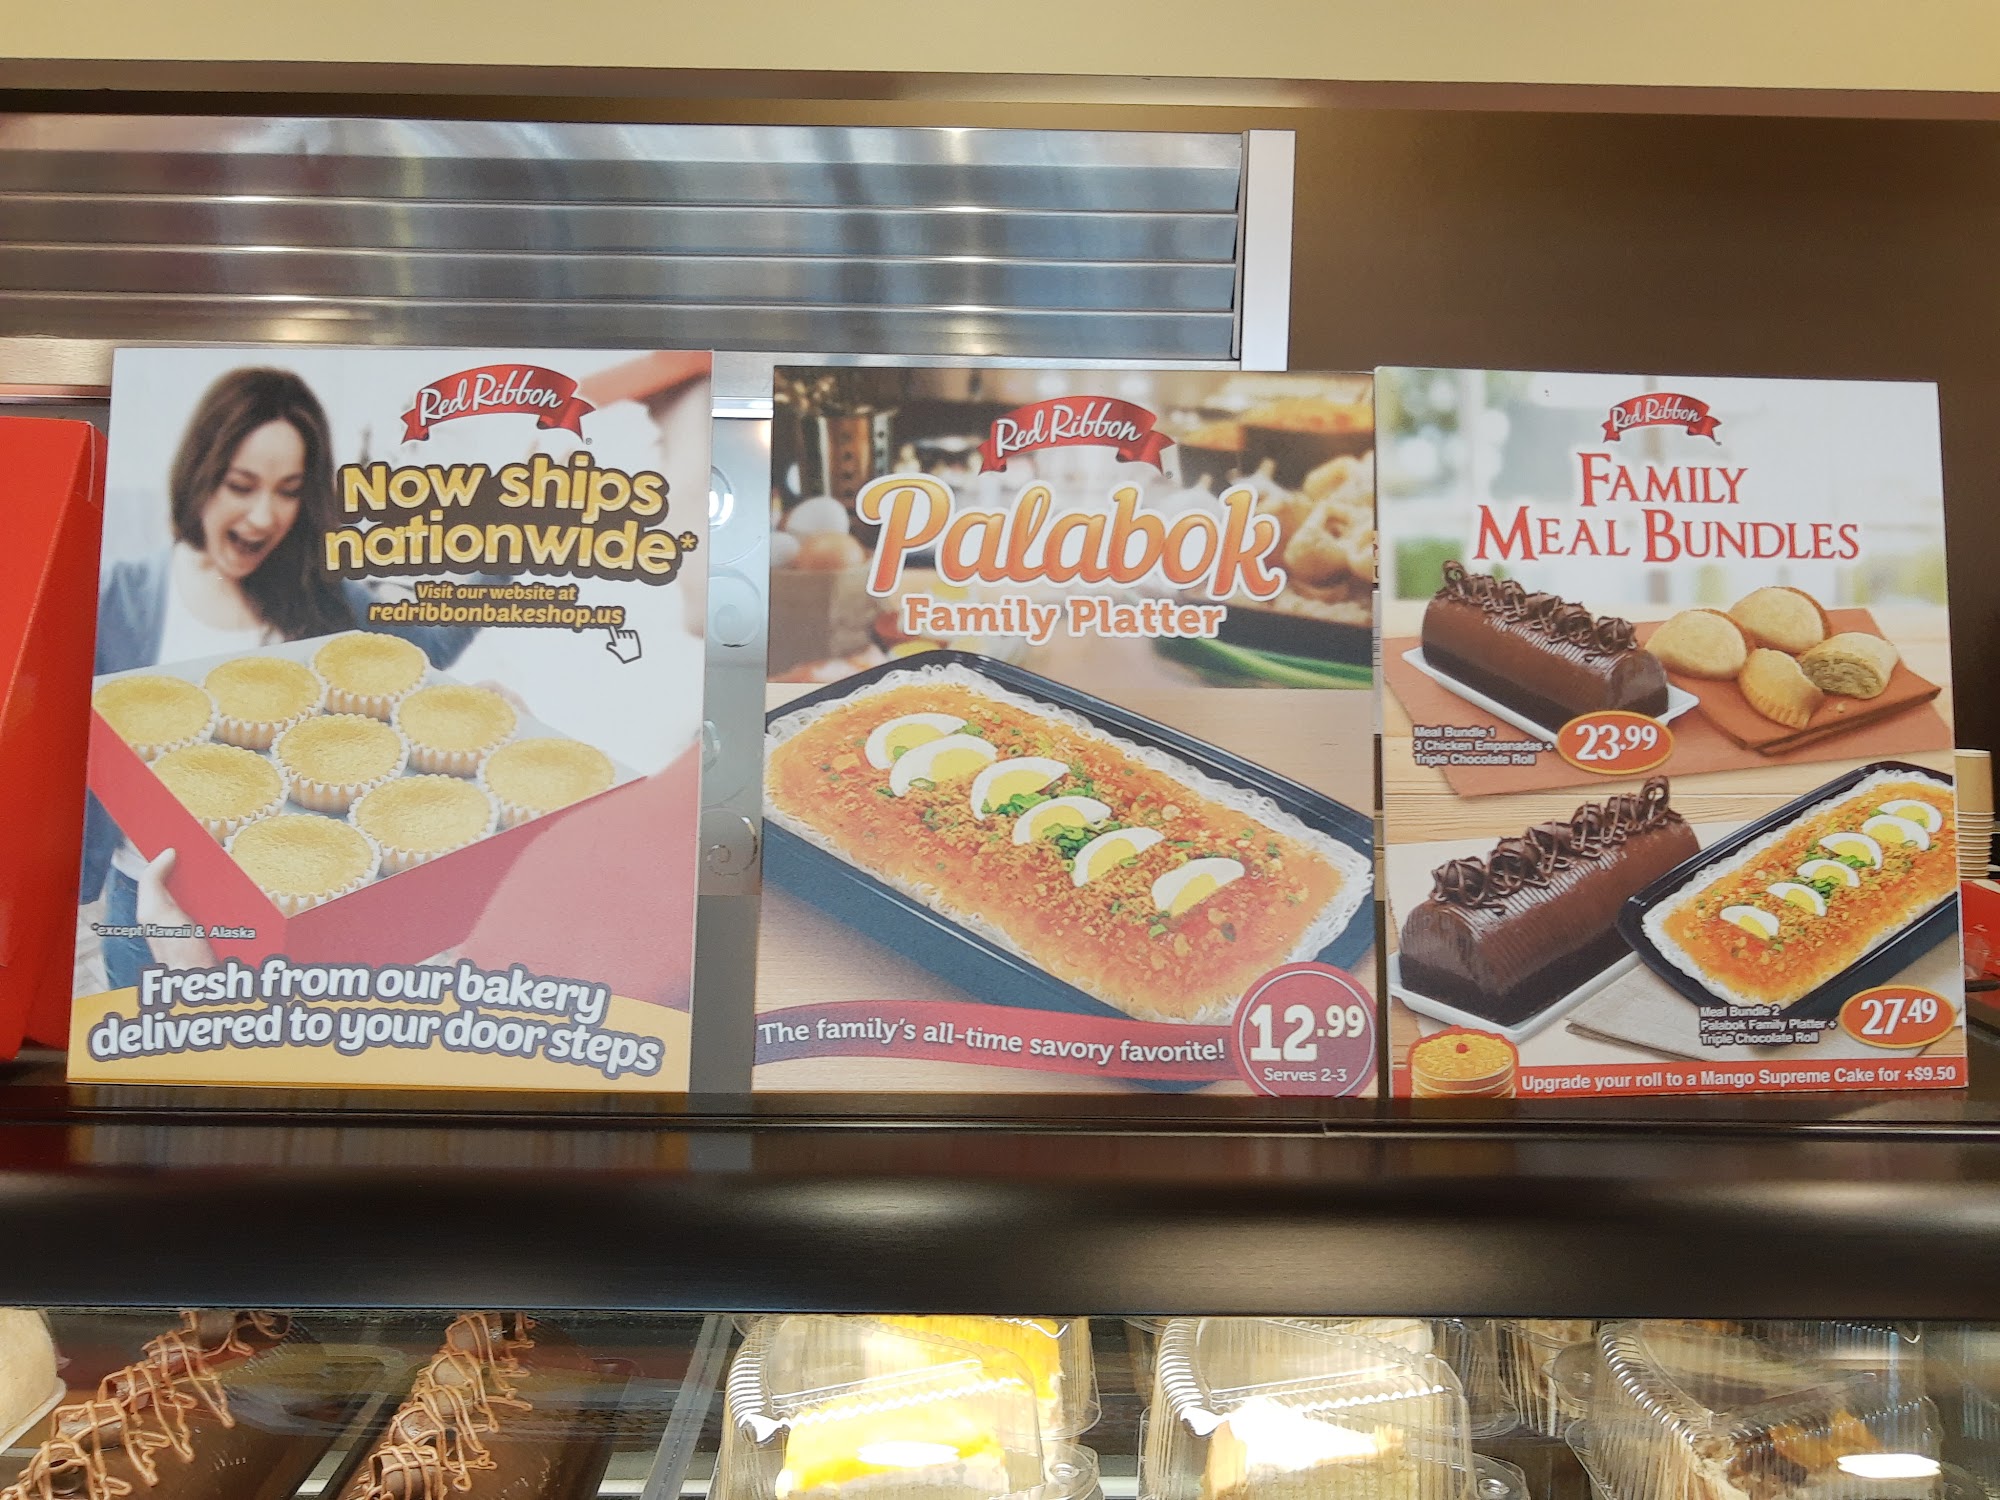 Red Ribbon
Now ships
nationwide*
Visit our website at
redribbonbakeshop.us
*except Hawaii & Alaska
Fresh from our bakery
delivered to your door steps
Red Ribbon
Palabok
Family Platter
The family's all-time savory favorite!
12.99
Serves 2-3
Red Ribbon
FAMILY
MEAL BUNDLES
Meal Bundle 1
3 Chicken Empanadas +
Triple Chocolate Roll
23.99
Meal Bundle 2
Palabok Family Platter +
Triple Chocolate Roll
27.49
Upgrade your roll to a Mango Supreme Cake for +$9.50